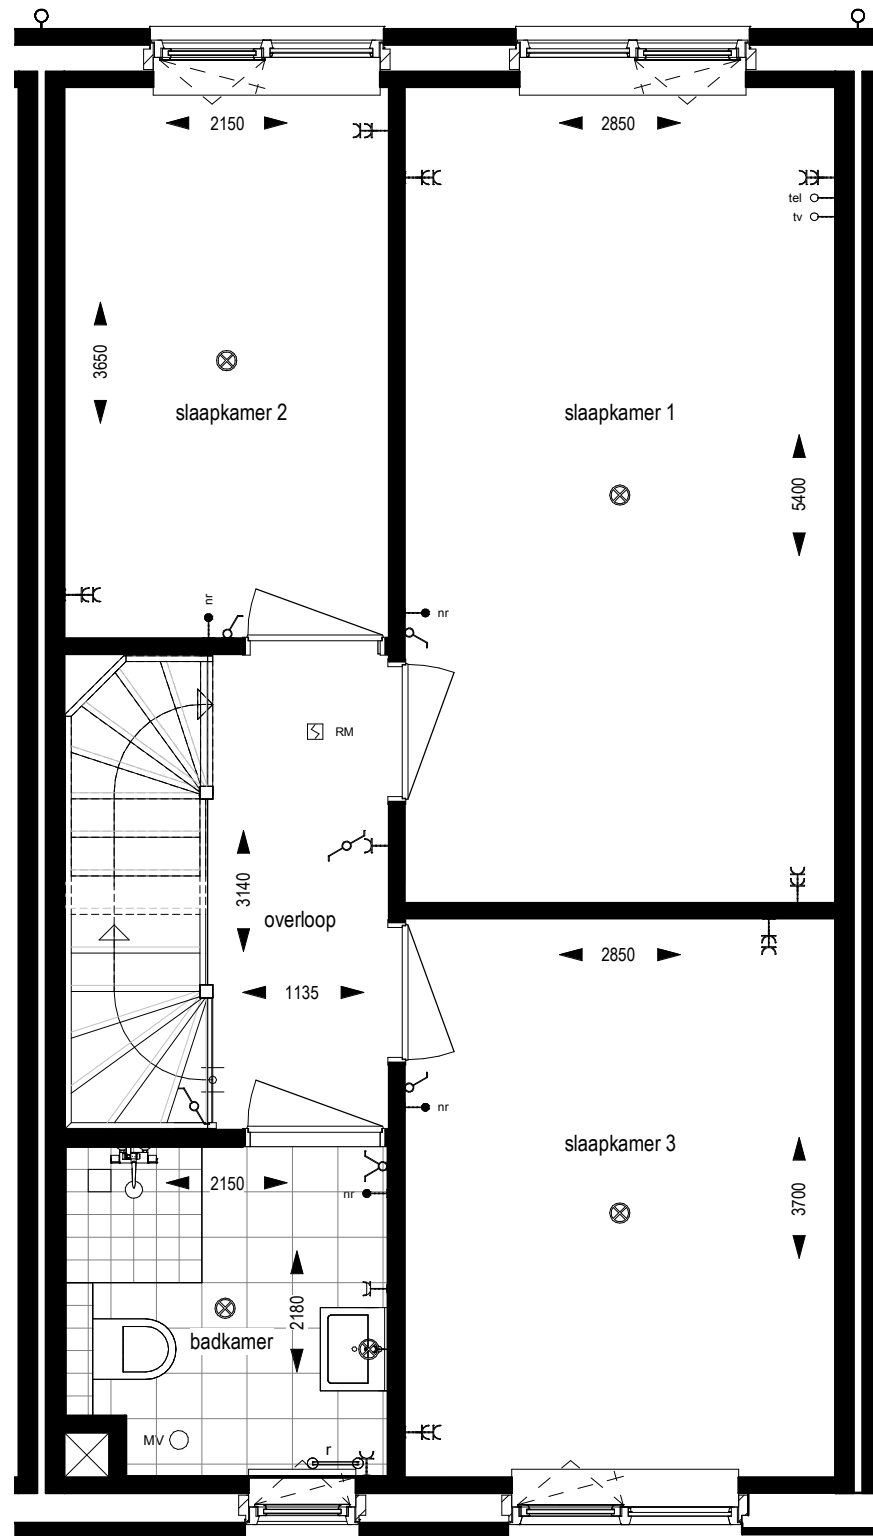 2150
2850
tel
tv
3650
slaapkamer 2
slaapkamer 1
5400
nr
nr
RM
3140
overloop
2850
1135
nr
slaapkamer 3
2150
nr
3700
2180
badkamer
MV
r